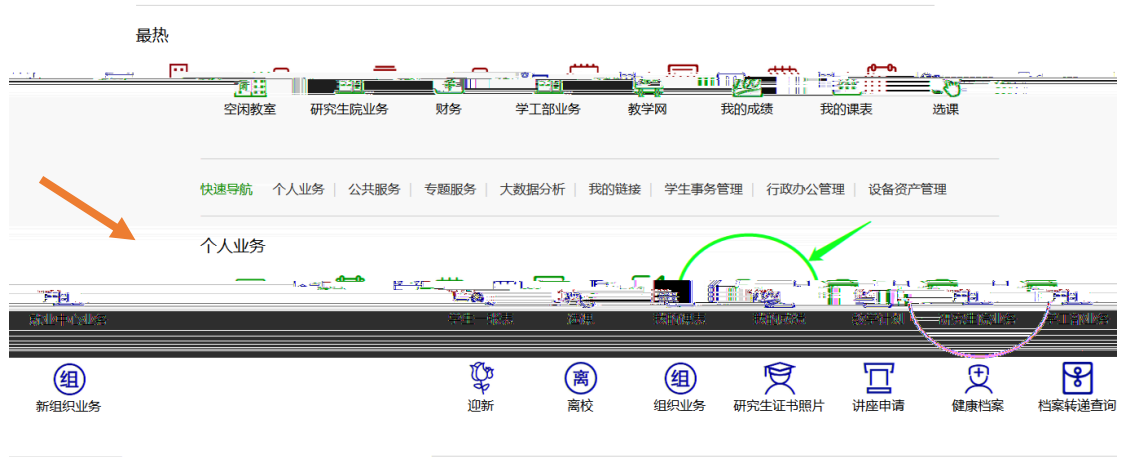 最热
空闲教室 研究生院业务 财务 学工部业务 教学网 我的成绩 我的课表 选课
快速导航 个人业务 | 公共服务 | 专题服务 | 大数据分析 | 我的链接 | 学生事务管理 | 行政办公管理 | 设备资产管理
个人业务
组 离 组
新组织业务 迎新 离校 组织业务 研究生证书照片 讲座申请 健康档案 档案转递查询